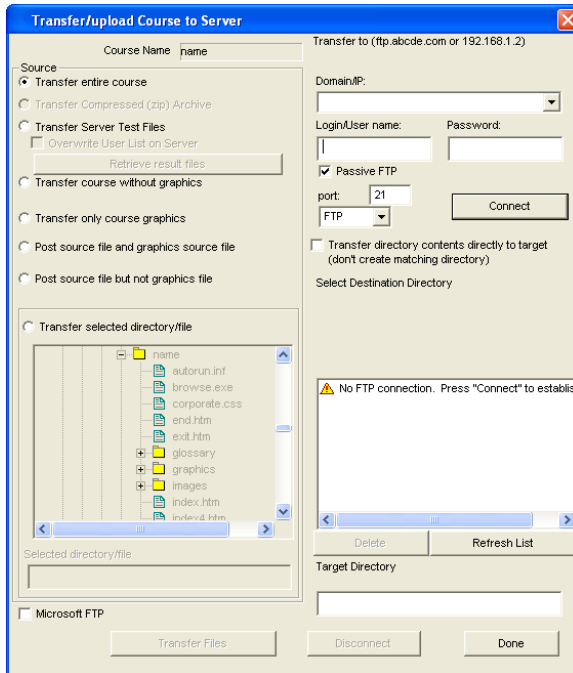 Transfer/upload Course to Server
Course Name name
Source
Transfer entire course
Transfer Compressed (zip) Archive
Transfer Server Test Files
Overwrite User List on Server
Retrieve result files
Transfer course without graphics
Transfer only course graphics
Post source file and graphics source file
Post source file but not graphics file
Transfer selected directory/file
name
autorun.inf
browse.exe
corporate.css
end.htm
exit.htm
glossary
graphics
images
index.htm
index4.htm
Selected directory/file
Microsoft FTP
Transfer Files
Transfer to (ftp.abcde.com or 192.168.1.2)
Domain/IP:
Login/User name: Password:
Passive FTP
port: 21
FTP
Connect
Transfer directory contents directly to target
(don't create matching directory)
Select Destination Directory
No FTP connection. Press "Connect" to establis
Delete Refresh List
Target Directory
Disconnect Done